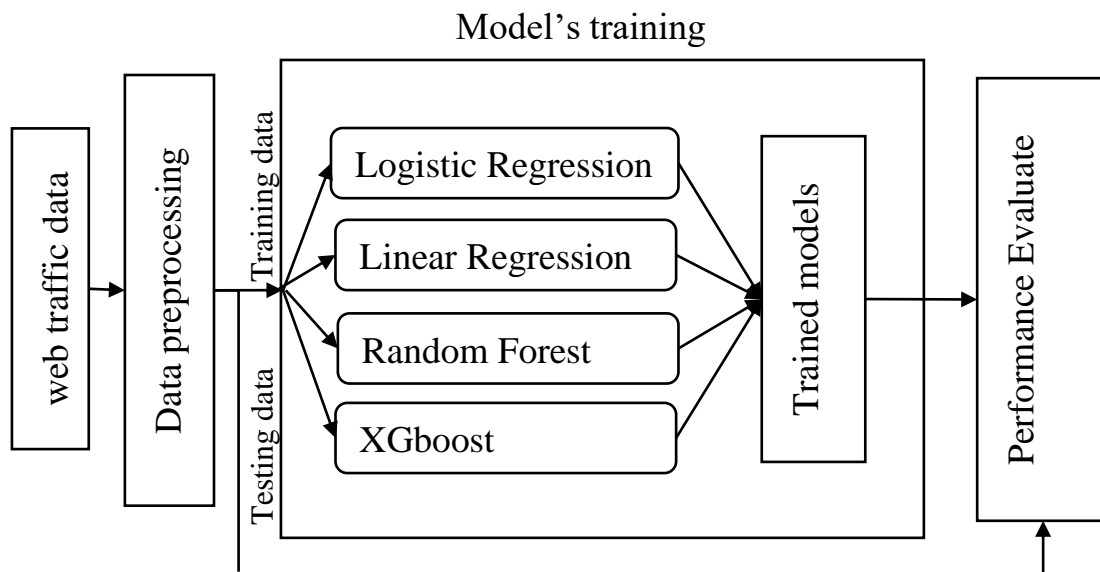 Model’s training
web traffic data
Data preprocessing
Training data
Testing data
Logistic Regression
Linear Regression
Random Forest
XGboost
Trained models
Performance Evaluate